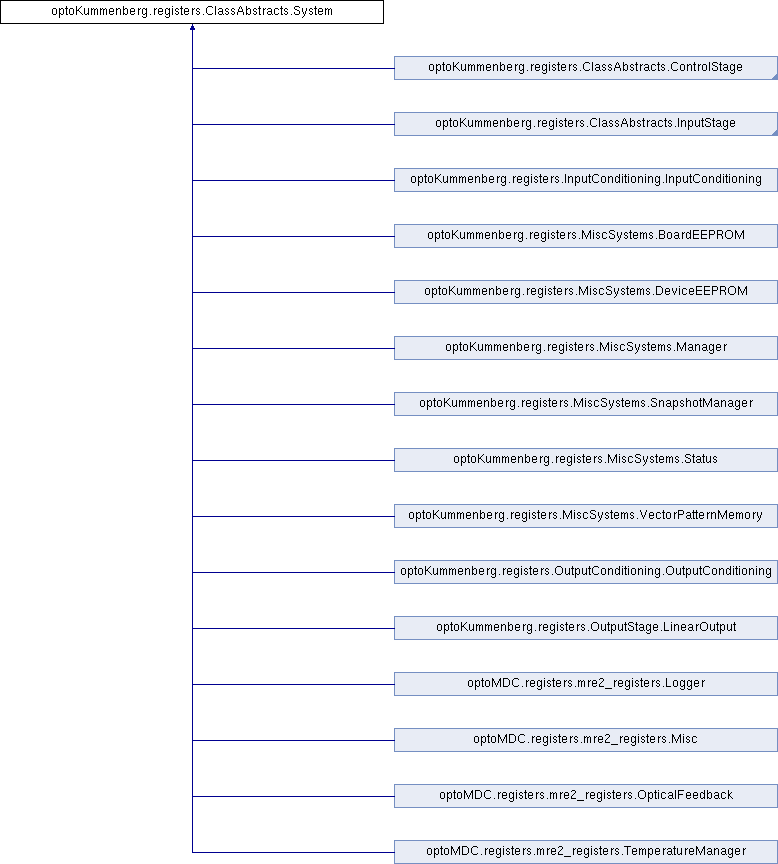 optoKummenberg.registers.ClassAbstracts.System
optoKummenberg.registers.ClassAbstracts.ControlStage
optoKummenberg.registers.ClassAbstracts.InputStage
optoKummenberg.registers.InputConditioning.InputConditioning
optoKummenberg.registers.MiscSystems.BoardEEPROM
optoKummenberg.registers.MiscSystems.DeviceEEPROM
optoKummenberg.registers.MiscSystems.Manager
optoKummenberg.registers.MiscSystems.SnapshotManager
optoKummenberg.registers.MiscSystems.Status
optoKummenberg.registers.MiscSystems.VectorPatternMemory
optoKummenberg.registers.OutputConditioning.OutputConditioning
optoKummenberg.registers.OutputStage.LinearOutput
optoMDC.registers.mre2_registers.Logger
optoMDC.registers.mre2_registers.Misc
optoMDC.registers.mre2_registers.OpticalFeedback
optoMDC.registers.mre2_registers.TemperatureManager